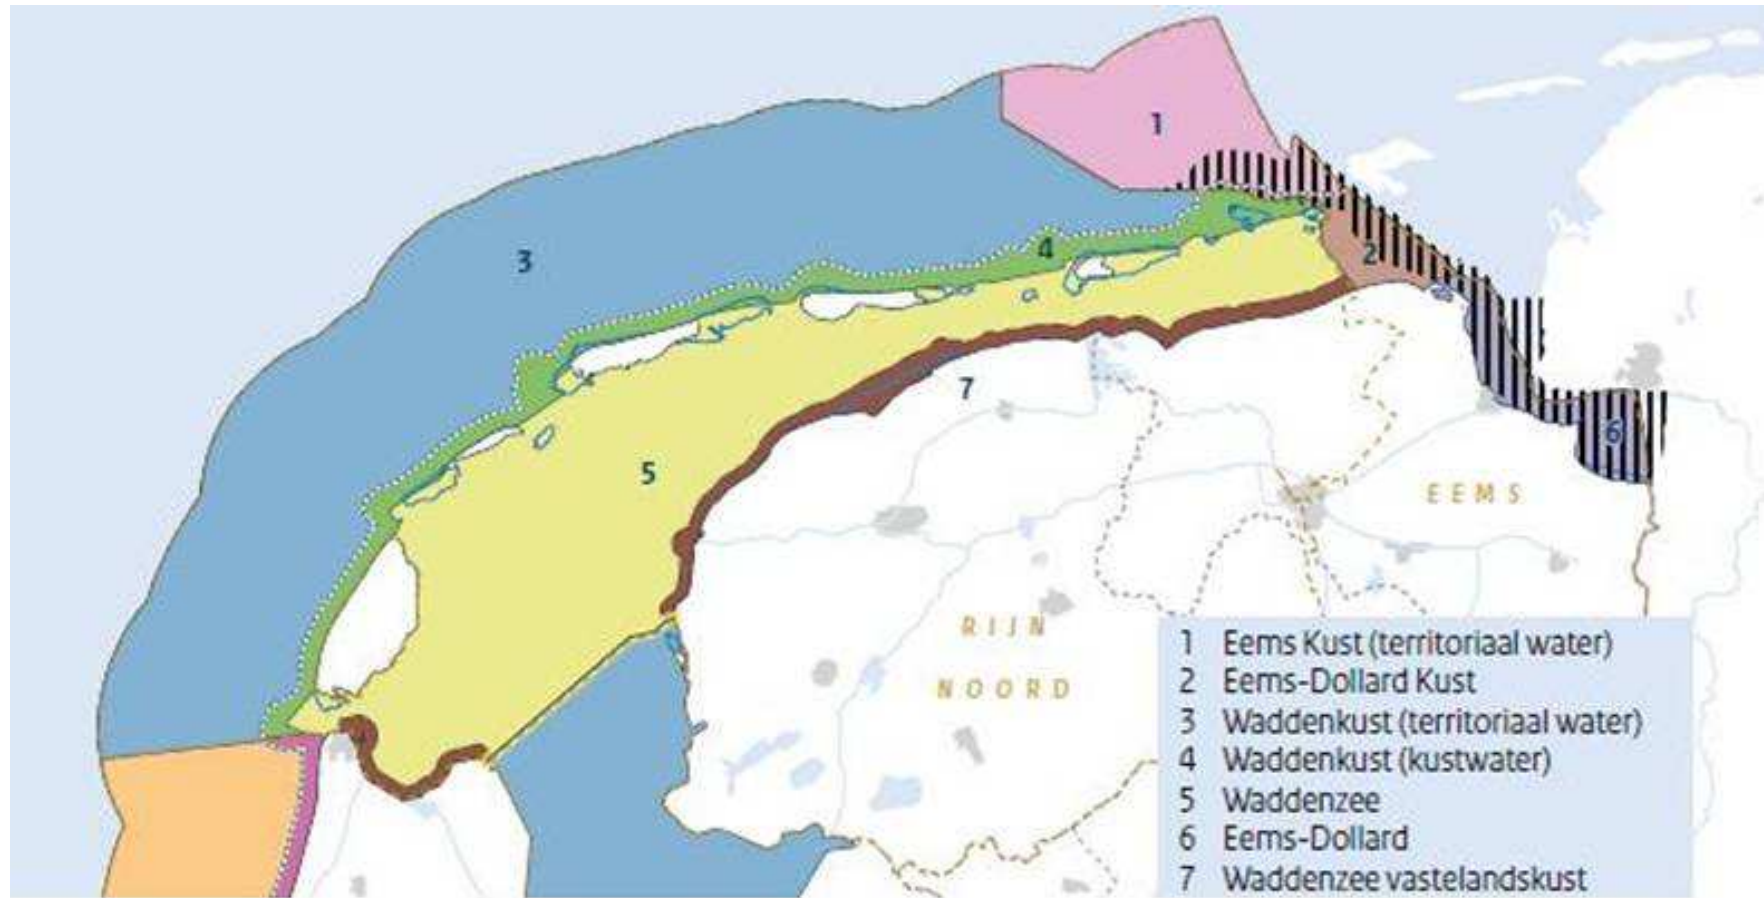 1
2
3
4
5
6
7
EEMS
RIJN
NOORD
1 Eems Kust (territoriaal water)
2 Eems-Dollard Kust
3 Waddenkust (territoriaal water)
4 Waddenkust (kustwater)
5 Waddenzee
6 Eems-Dollard
7 Waddenzee vastelandskust